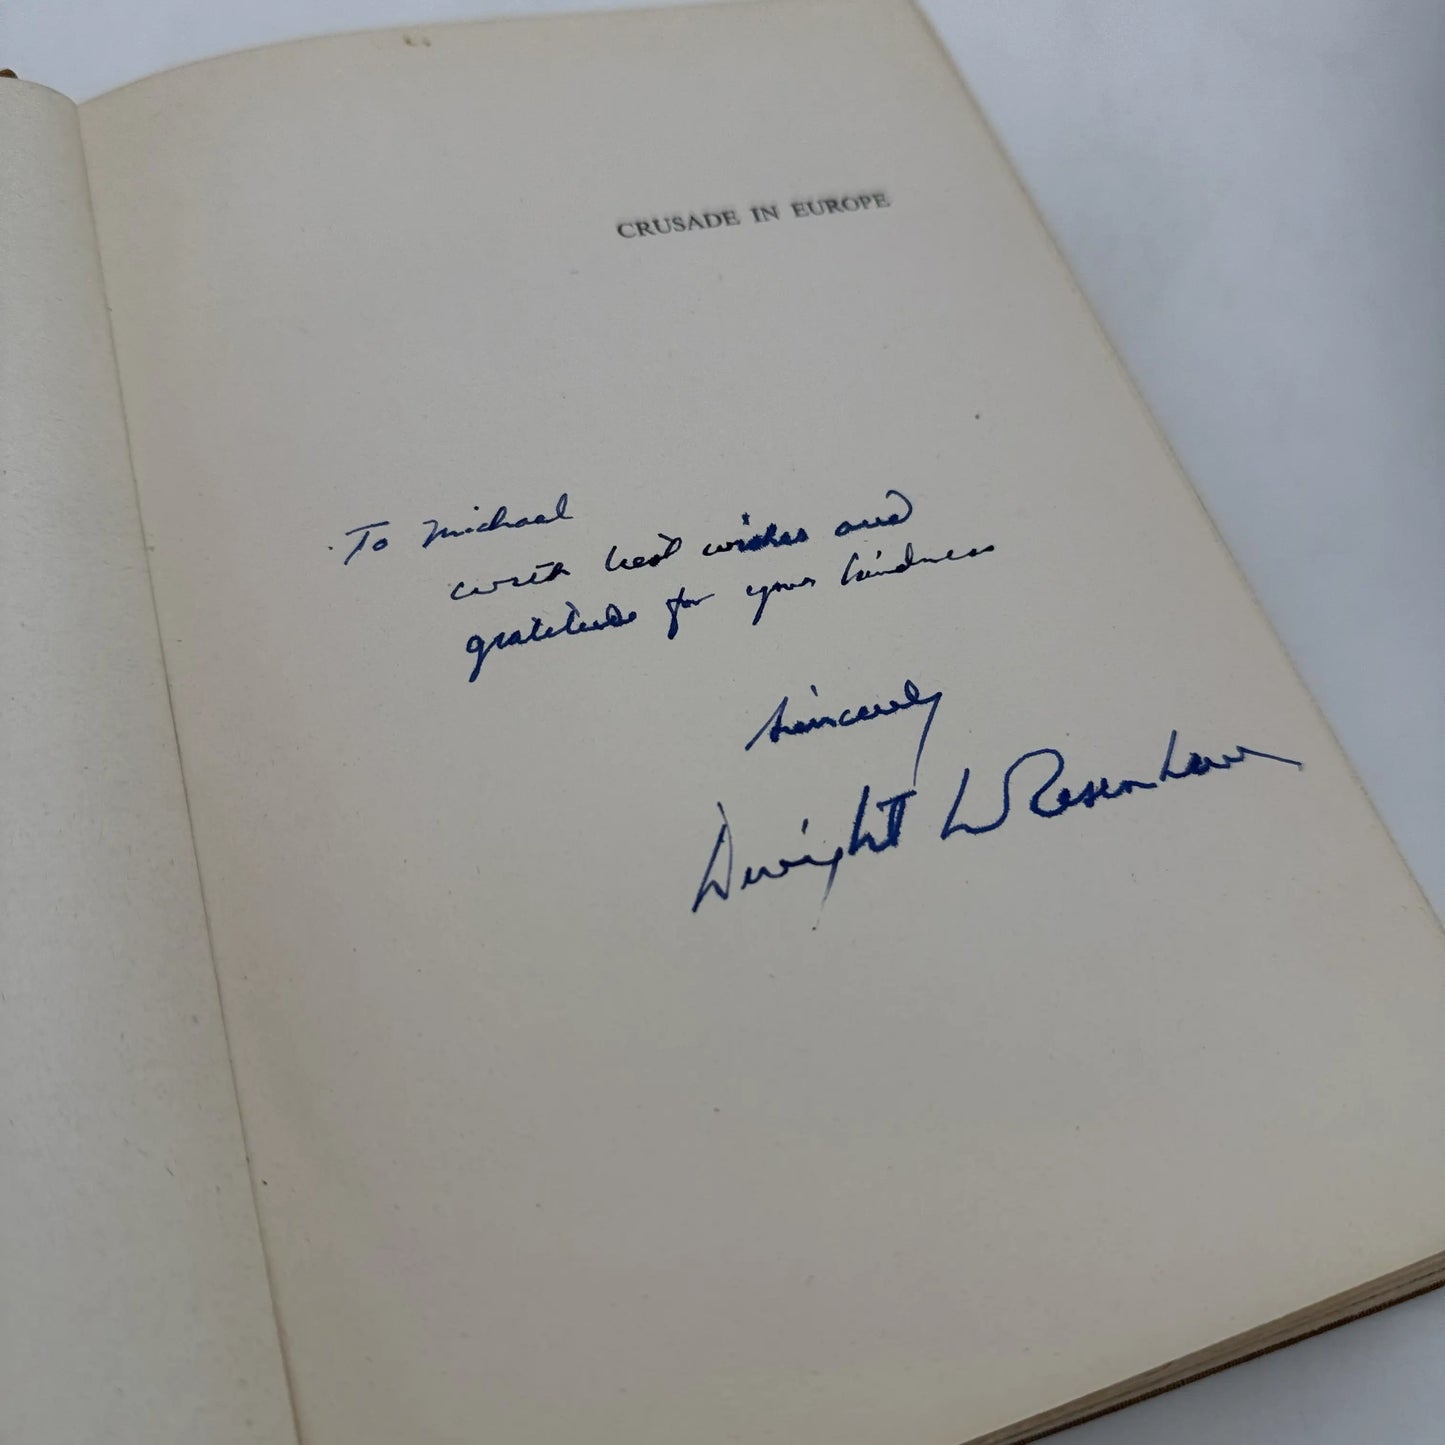 CRUSADE IN EUROPE
To Michael
with best wishes and
gratitude for your kindness
Sincerely
Dwight D Eisenhower